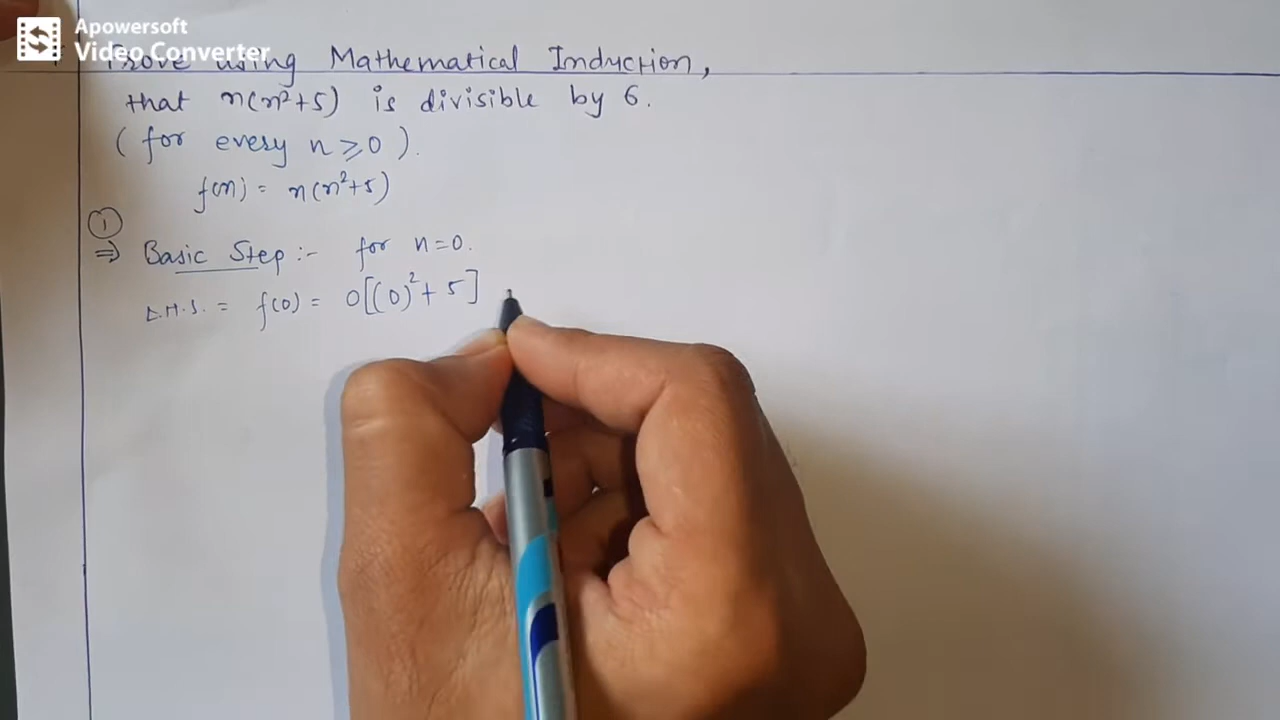 Apowersoft
Video Converter
Prove using Mathematical Induction,
that n(n²+5) is divisible by 6.
(for every n ≥ 0).
f(n) = n(n²+5)
①
⇒ Basic Step :- for n=0.
L.H.S. = f(0) = 0[(0)²+ 5]